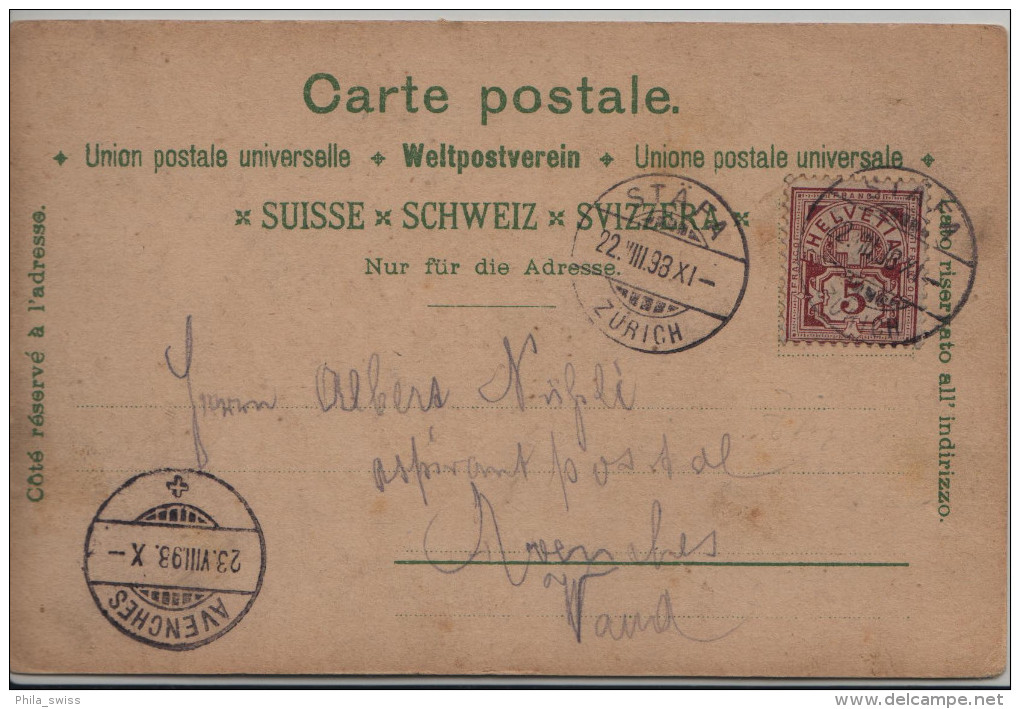 Carte postale.
✦ Union postale universelle ✦ Weltpostverein ✦ Unione postale universale ✦
SUISSE × SCHWEIZ × SVIZZERA
Nur für die Adresse.
Côté réservé à l'adresse.
Lato riservato all' indirizzo.
STÄFA
22.VIII.98 XI–
ZÜRICH
FRANCO
HELVETIA
5
STÄFA
Herrn Albert
aspirant postal
Avenches
Vaud
AVENCHES
23.VIII.98. X–
Phila_swiss
www.delcampe.net